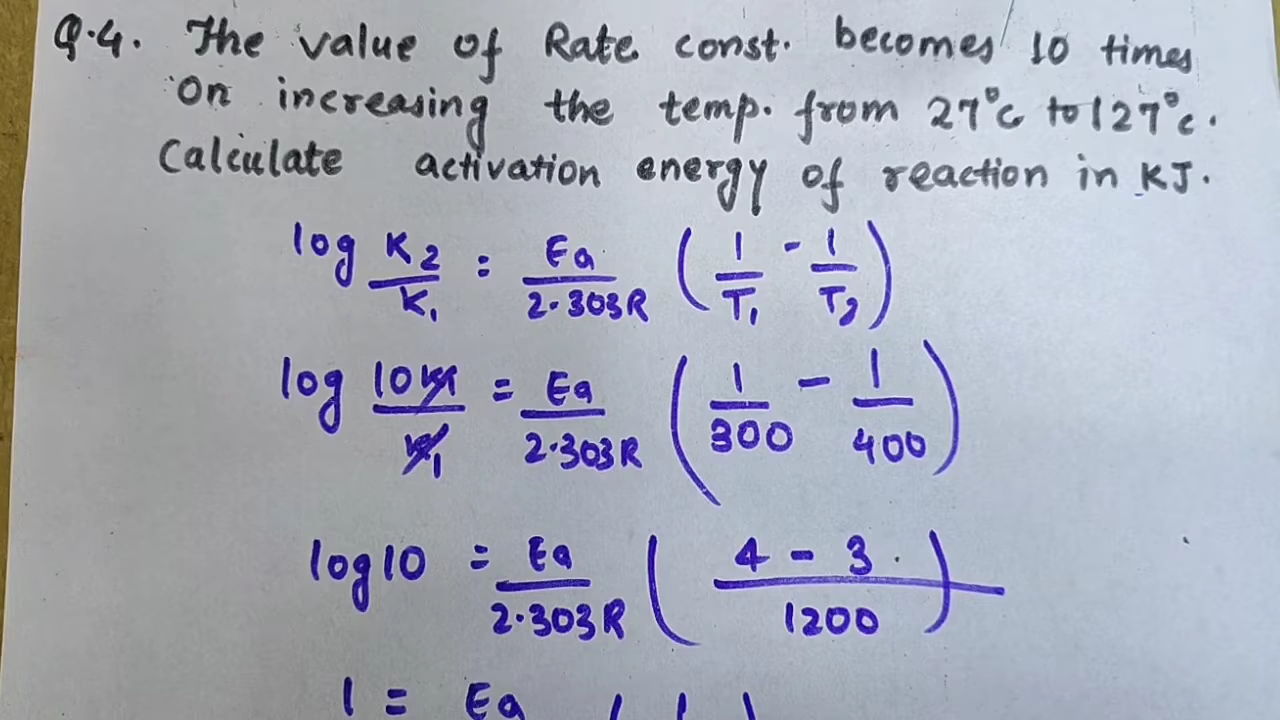 Q.4. The value of Rate const. becomes 10 times
On increasing the temp. from 27°c to 127°c.
Calculate activation energy of reaction in KJ.
log K2/K1 = Ea/2.303R (1/T1 - 1/T2)
log 10K1/K1 = Ea/2.303R (1/300 - 1/400)
log10 = Ea/2.303R (4 - 3/1200)
1 = Ea ( 1 )